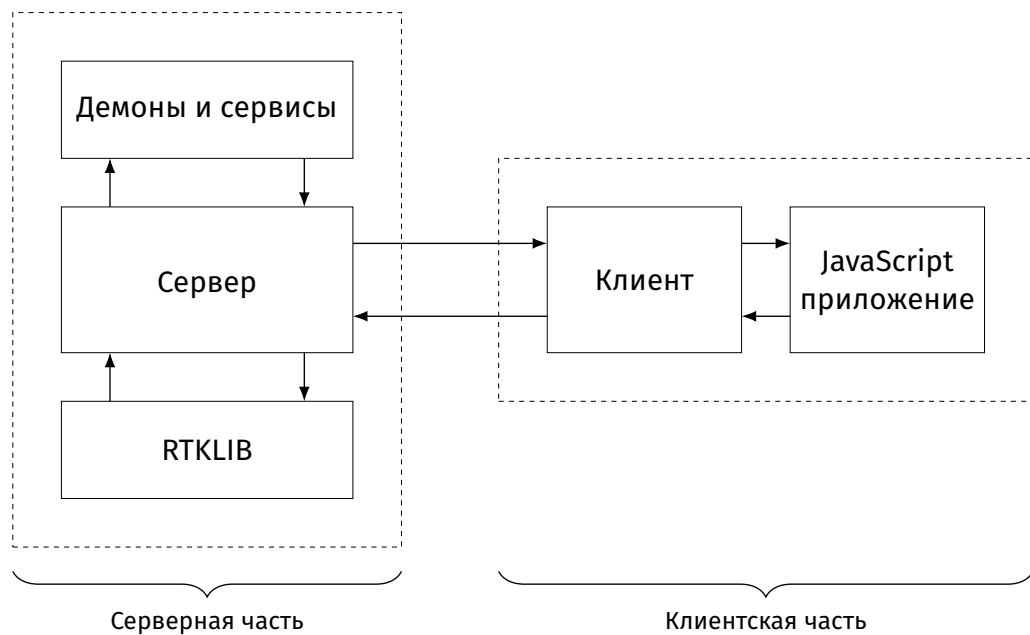 Демоны и сервисы
Сервер
RTKLIB
Клиент
JavaScript
приложение
Серверная часть
Клиентская часть